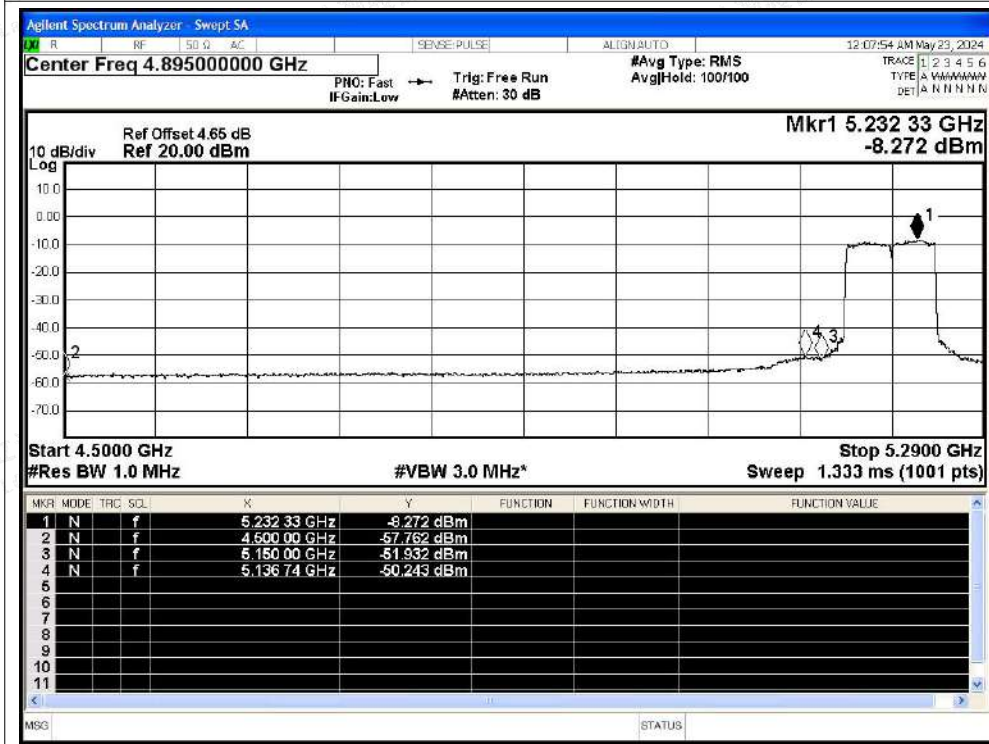 Agilent Spectrum Analyzer - Swept SA
LXI R RF 50 Ω AC SENSE:PULSE ALIGN AUTO 12:07:54 AM May 23, 2024
Center Freq 4.895000000 GHz
PNO: Fast
IFGain:Low
Trig: Free Run
#Atten: 30 dB
#Avg Type: RMS
Avg|Hold: 100/100
TRACE 1 2 3 4 5 6
TYPE A WWWWW
DET A N N N N N
Mkr1 5.232 33 GHz
-8.272 dBm
Ref Offset 4.65 dB
10 dB/div Ref 20.00 dBm
Log
10.0
0.00
-10.0
-20.0
-30.0
-40.0
-50.0
-60.0
-70.0
1
2
4
3
Start 4.5000 GHz Stop 5.2900 GHz
#Res BW 1.0 MHz #VBW 3.0 MHz* Sweep 1.333 ms (1001 pts)
MKR MODE TRC SCL X Y FUNCTION FUNCTION WIDTH FUNCTION VALUE
1 N f 5.232 33 GHz -8.272 dBm
2 N f 4.500 00 GHz -57.762 dBm
3 N f 5.150 00 GHz -51.932 dBm
4 N f 5.136 74 GHz -50.243 dBm
5
6
7
8
9
10
11
MSG STATUS